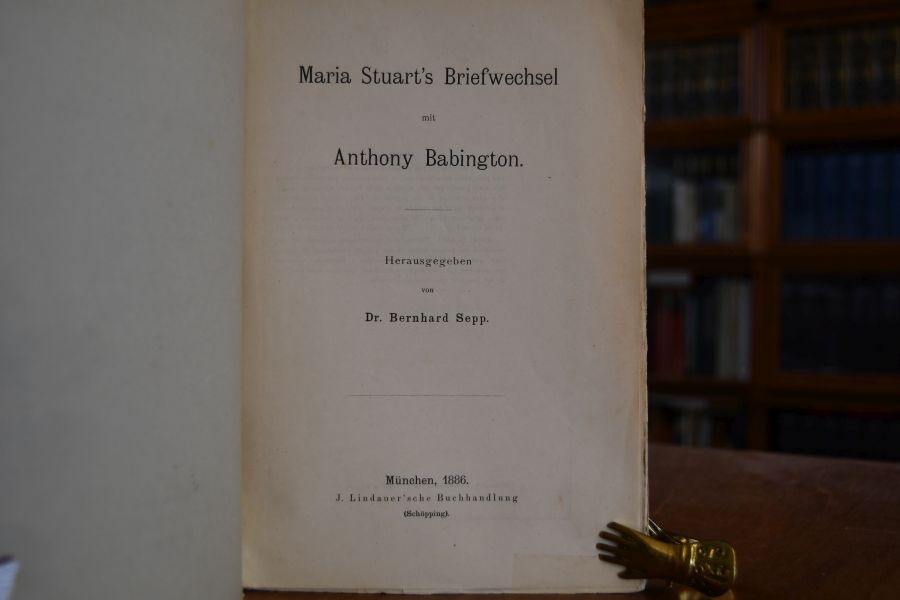 Maria Stuart's Briefwechsel
mit
Anthony Babington.
Herausgegeben
von
Dr. Bernhard Sepp.
München, 1886.
J. Lindauer'sche Buchhandlung
(Schöpping).